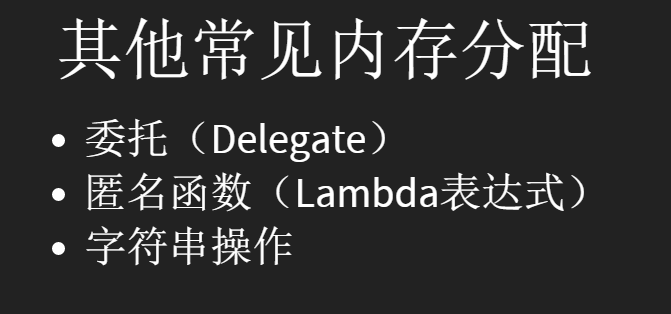 其他常见内存分配
• 委托（Delegate）
• 匿名函数（Lambda表达式）
• 字符串操作